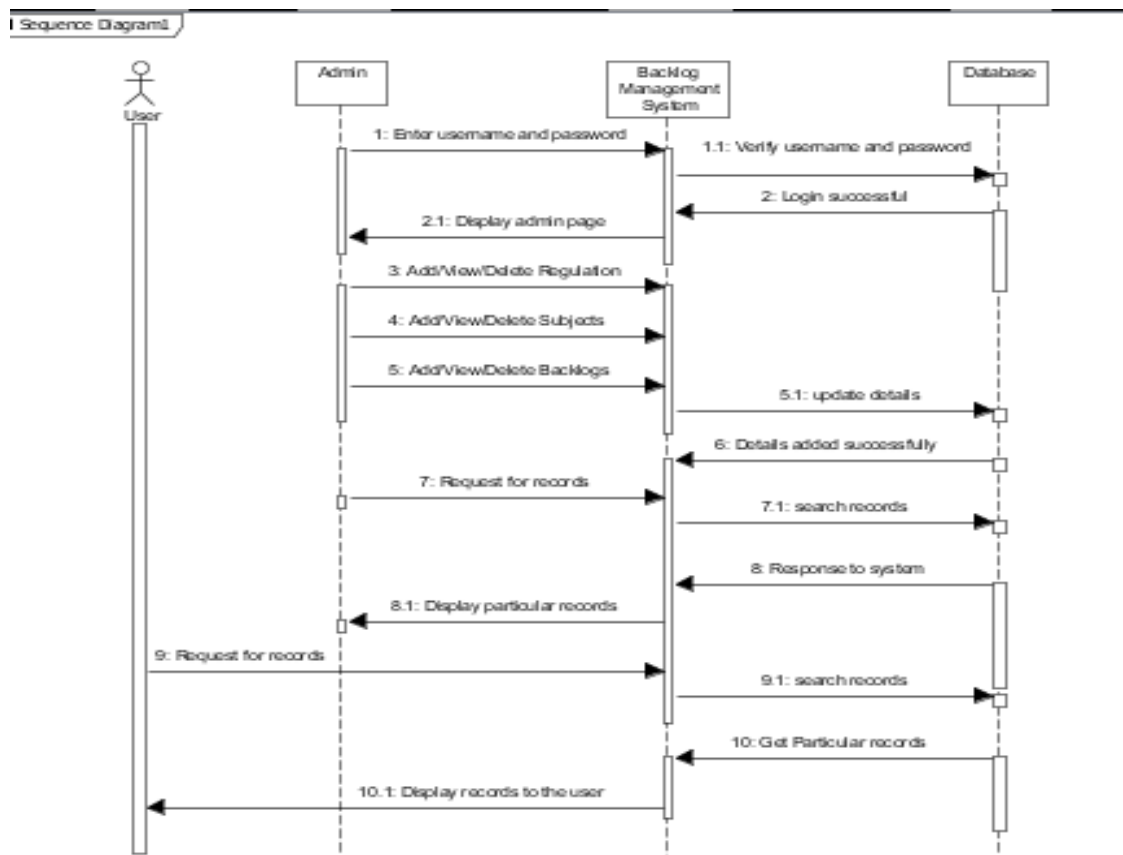 Sequence Diagram1
User
Admin
Backlog
Management
System
Database
1: Enter username and password
1.1: Verify username and password
2: Login successful
2.1: Display admin page
3: Add/View/Delete Regulation
4: Add/View/Delete Subjects
5: Add/View/Delete Backlogs
5.1: update details
6: Details added successfully
7: Request for records
7.1: search records
8: Response to system
8.1: Display particular records
9: Request for records
9.1: search records
10: Get Particular records
10.1: Display records to the user